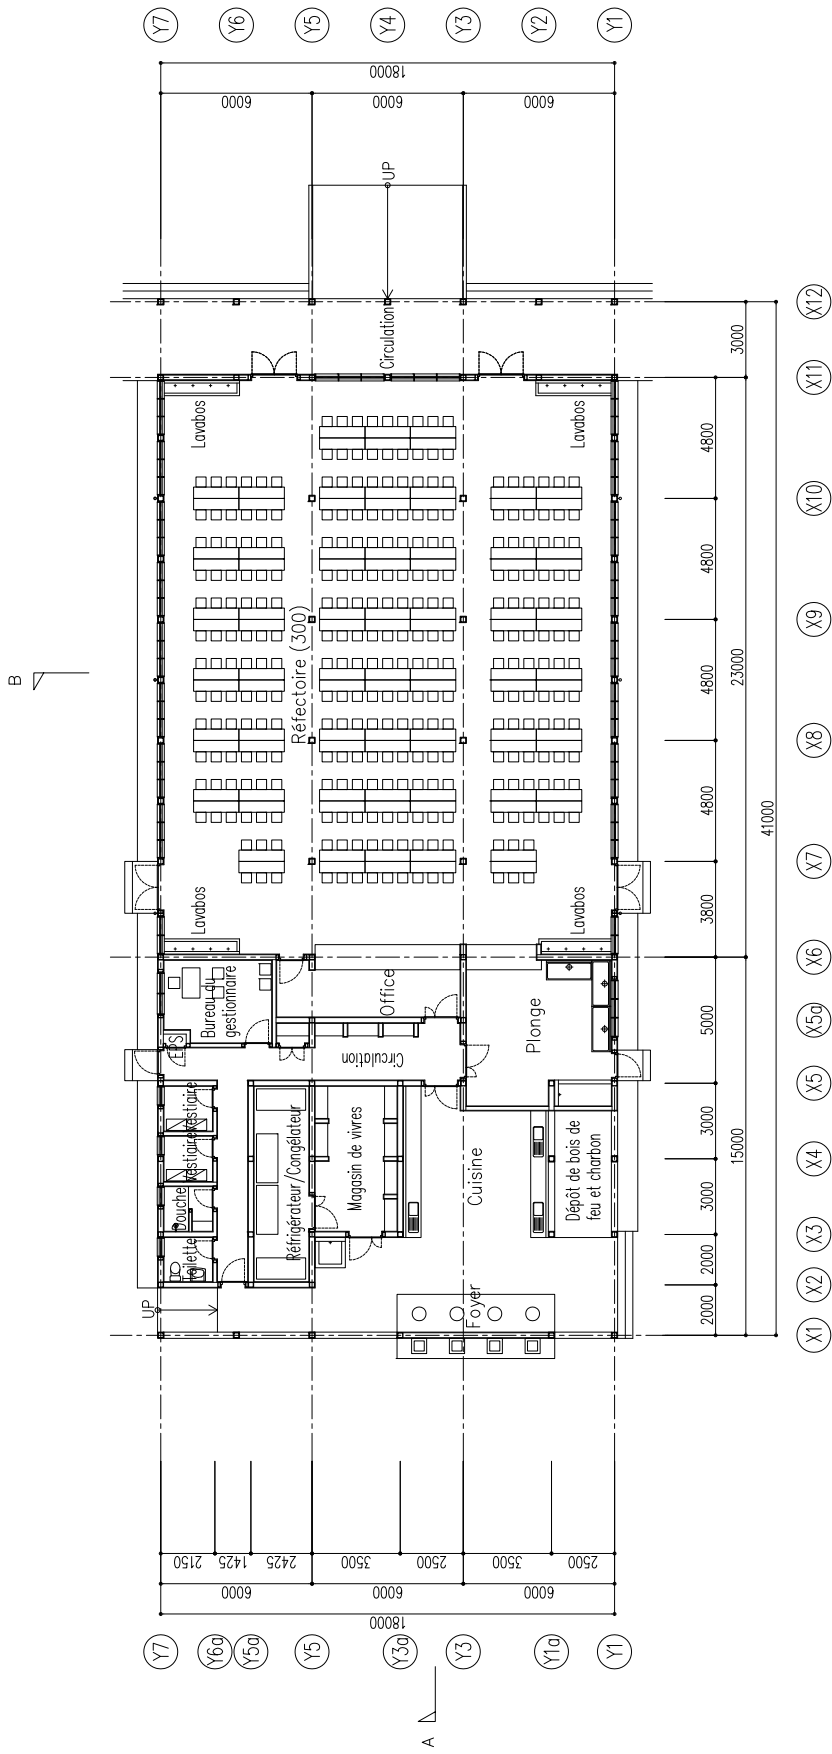 Y7
Y6
Y5
Y4
Y3
Y2
Y1
18000
6000
6000
6000
UP
X12
Circulation
3000
X11
Lavabos
Lavabos
4800
X10
4800
Réfectoire (300)
X9
B
4800
23000
X8
4800
41000
X7
Lavabos
Lavabos
3800
X6
Bureau du
gestionnaire
Office
Plonge
EPS
5000
X5a
Circulation
X5
Vestiaire
Vestiaire
Douche
Toilette
Réfrigérateur/Congélateur
Magasin de vivres
Cuisine
Dépôt de bois de
feu et charbon
3000
15000
X4
3000
X3
2000
X2
UP
Foyer
2000
X1
2150
1425
2425
3500
2500
3500
2500
6000
6000
6000
18000
Y7
Y6a
Y5a
Y5
Y3a
Y3
Y1a
Y1
A